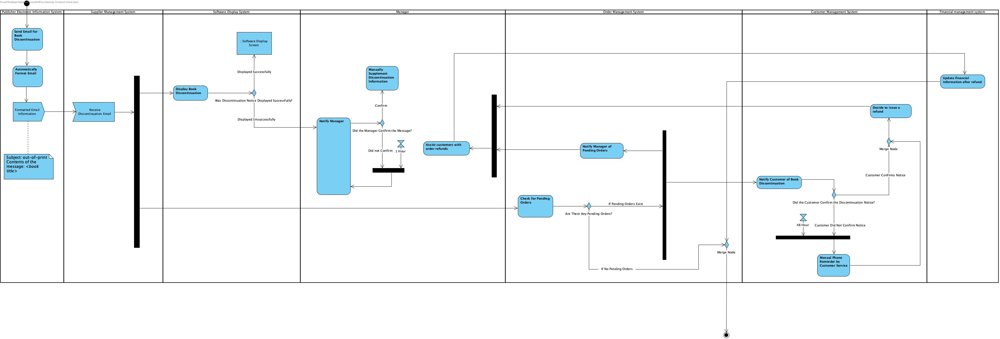 Publisher Electronic Information System
Supplier Management System
Software Display System
Manager
Order Management System
Customer Management System
Financial management system
Send Email for
Book
Discontinuation
Automatically
Format Email
Formatted Email
Information
Subject: out-of-print
Contents of the
message: <book
title>
Receive
Discontinuation Email
: Software Display
Screen
Displayed Successfully
Display Book
Discontinuation
Was Discontinuation Notice Displayed Successfully?
Displayed Unsuccessfully
Manually
Supplement
Discontinuation
Information
Confirm
Notify Manager
Did the Manager Confirm the Message?
Did not Confirm
1 Hour
Assist customers with
order refunds
Notify Manager of
Pending Orders
Check for Pending
Orders
If Pending Orders Exist
Are There Any Pending Orders?
If No Pending Orders
Merge Node
Decide to issue a
refund
Merge Node
Customer Confirms Notice
Notify Customer of Book
Discontinuation
Did the Customer Confirm the Discontinuation Notice?
48 Hour
Customer Did Not Confirm Notice
Manual Phone
Reminder by
Customer Service
Update financial
information after refund
Visual Paradigm
Jiaotong-Liverpool University))